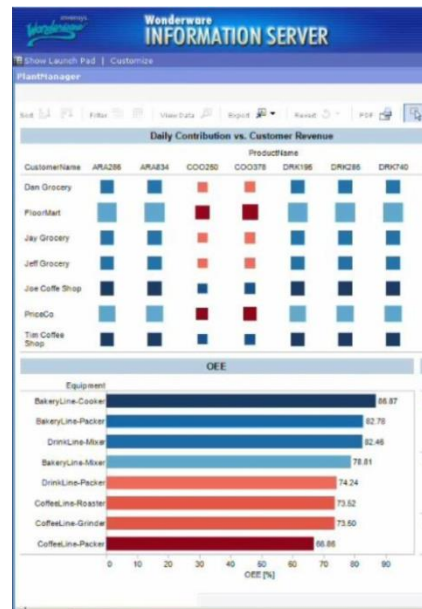 Wonderware
Wonderware
INFORMATION SERVER
Show Launch Pad | Customize
PlantManager
Sort Filter View Data Export Reset PDF
Daily Contribution vs. Customer Revenue
ProductName
CustomerName ARA286 ARA834 COO260 COO378 DRK195 DRK286 DRK740
Dan Grocery
FloorMart
Jay Grocery
Jeff Grocery
Joe Coffe Shop
PriceCo
Tim Coffee
Shop
OEE
Equipment
BakeryLine-Cooker 86.87
BakeryLine-Packer 82.78
DrinkLine-Mixer 82.46
BakeryLine-Mixer 78.81
DrinkLine-Packer 74.24
CoffeeLine-Roaster 73.52
CoffeeLine-Grinder 73.50
CoffeeLine-Packer 66.86
0 10 20 30 40 50 60 70 80 90
OEE [%]